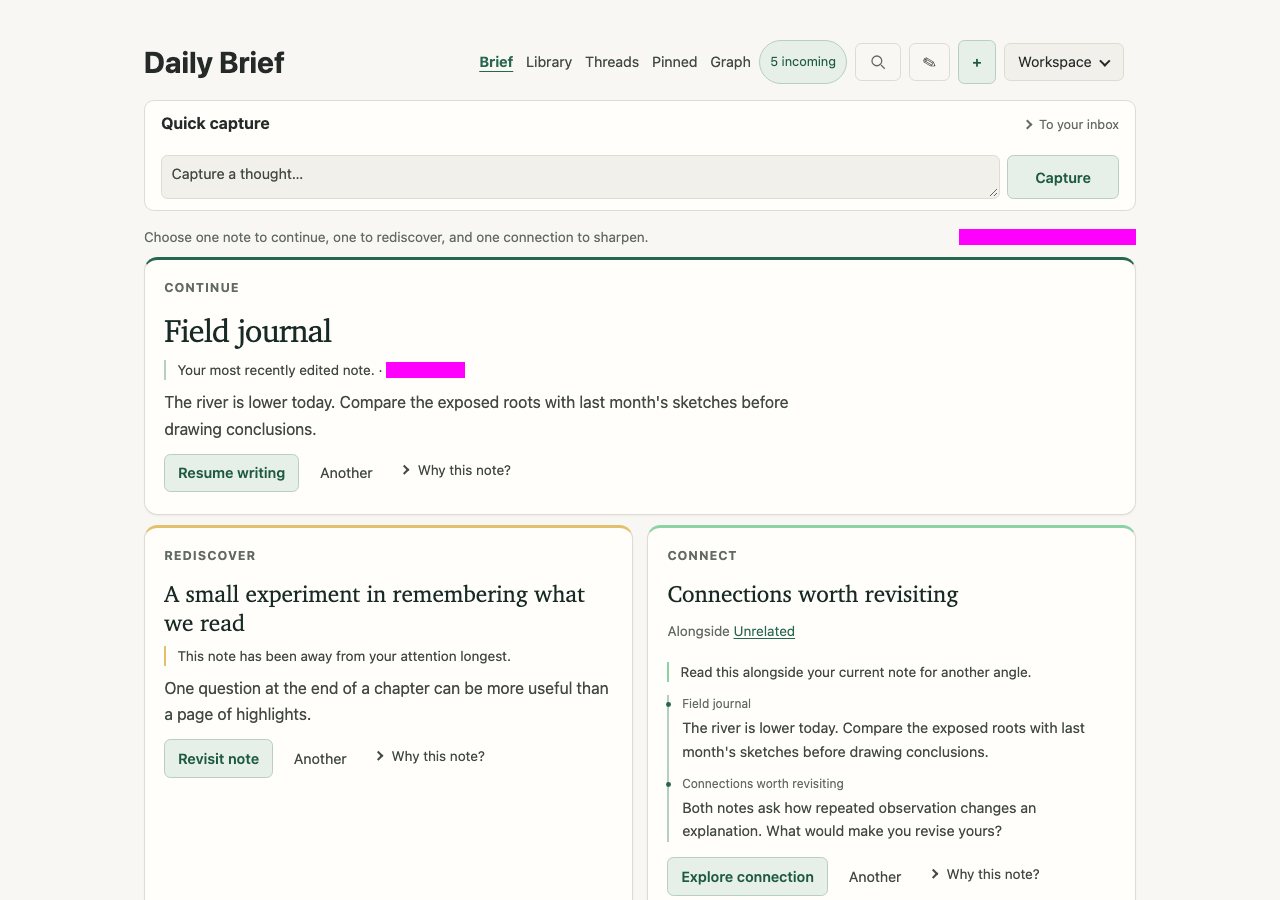 Daily Brief
Brief Library Threads Pinned Graph 5 incoming + Workspace
Quick capture
To your inbox
Capture a thought...
Capture
Choose one note to continue, one to rediscover, and one connection to sharpen.
CONTINUE
Field journal
Your most recently edited note. ·
The river is lower today. Compare the exposed roots with last month's sketches before
drawing conclusions.
Resume writing Another Why this note?
REDISCOVER
A small experiment in remembering what
we read
This note has been away from your attention longest.
One question at the end of a chapter can be more useful than
a page of highlights.
Revisit note Another Why this note?
CONNECT
Connections worth revisiting
Alongside Unrelated
Read this alongside your current note for another angle.
Field journal
The river is lower today. Compare the exposed roots with last
month's sketches before drawing conclusions.
Connections worth revisiting
Both notes ask how repeated observation changes an
explanation. What would make you revise yours?
Explore connection Another Why this note?